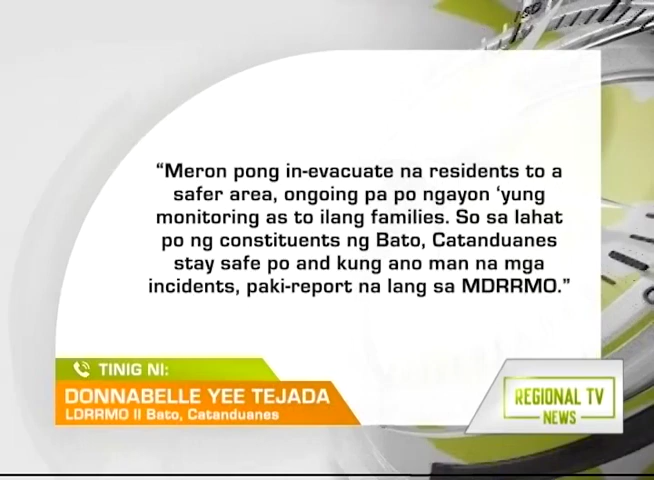 “Meron pong in-evacuate na residents to a
safer area, ongoing pa po ngayon ‘yung
monitoring as to ilang families. So sa lahat
po ng constituents ng Bato, Catanduanes
stay safe po and kung ano man na mga
incidents, paki-report na lang sa MDRRMO.”
TINIG NI:
DONNABELLE YEE TEJADA
LDRRMO II Bato, Catanduanes
REGIONAL TV
NEWS